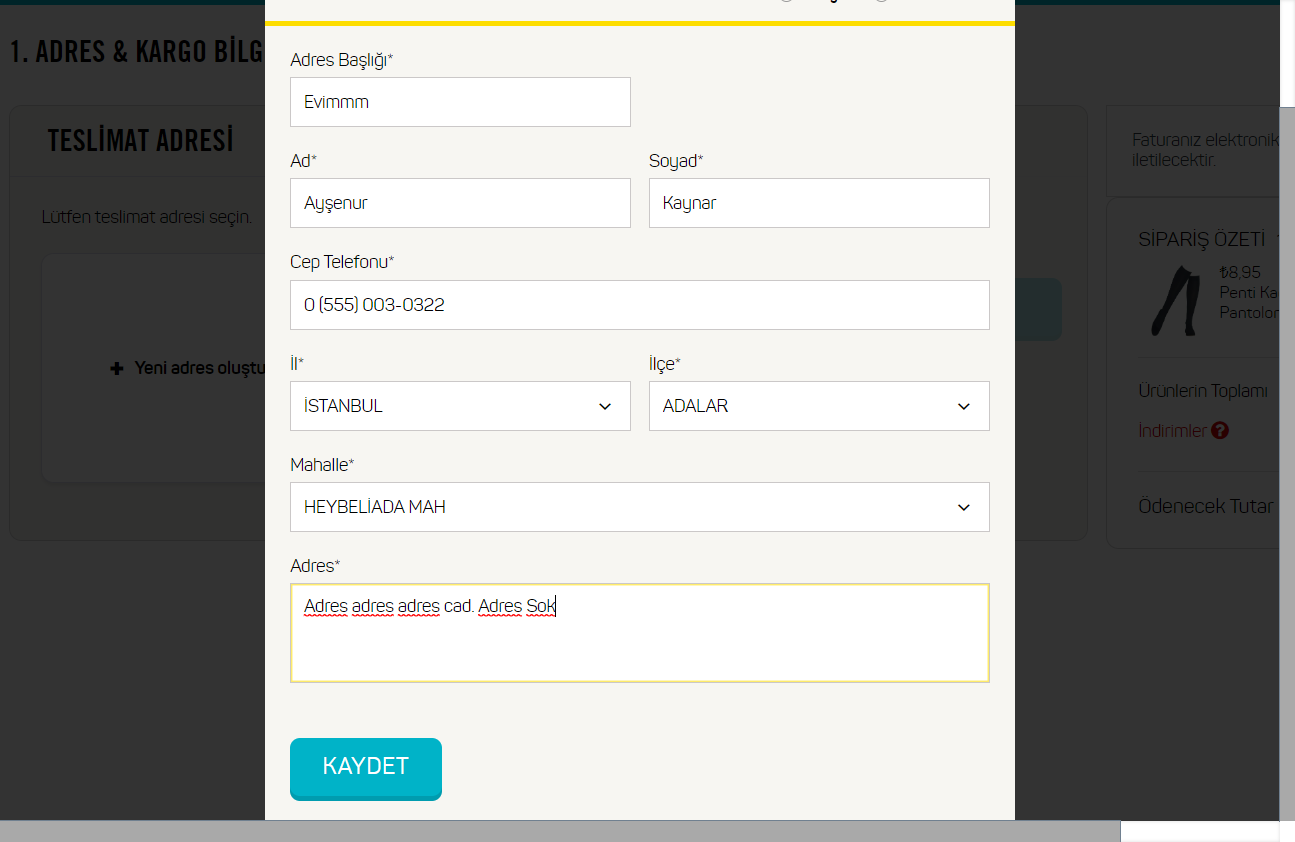 1. ADRES & KARGO BİLG
Adres Başlığı*
Evimmm
TESLİMAT ADRESİ
Faturanız elektronik
iletilecektir.
Ad*
Soyad*
Ayşenur
Kaynar
Lütfen teslimat adresi seçin.
SİPARİŞ ÖZETİ
Cep Telefonu*
₺8,95
Penti Ka
Pantolon
0 (555) 003-0322
İl*
İlçe*
+ Yeni adres oluştu
Ürünlerin Toplamı
İSTANBUL
ADALAR
İndirimler ?
Mahalle*
HEYBELİADA MAH
Ödenecek Tutar
Adres*
Adres adres adres cad. Adres Sok
KAYDET